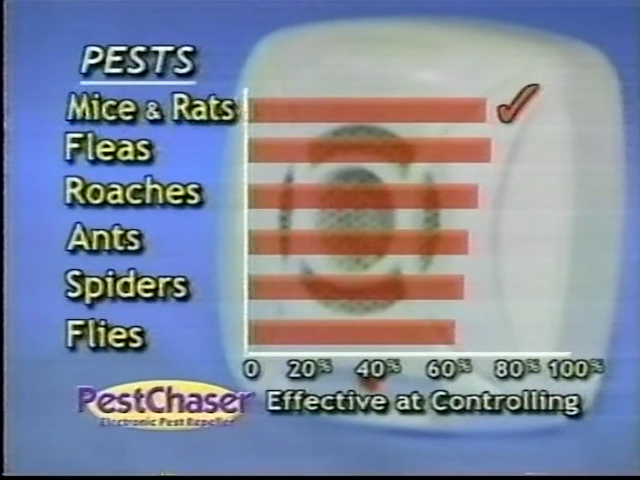 PESTS
Mice & Rats
Fleas
Roaches
Ants
Spiders
Flies
0 20% 40% 60% 80% 100%
Effective at Controlling
PestChaser
Electronic Pest Repeller